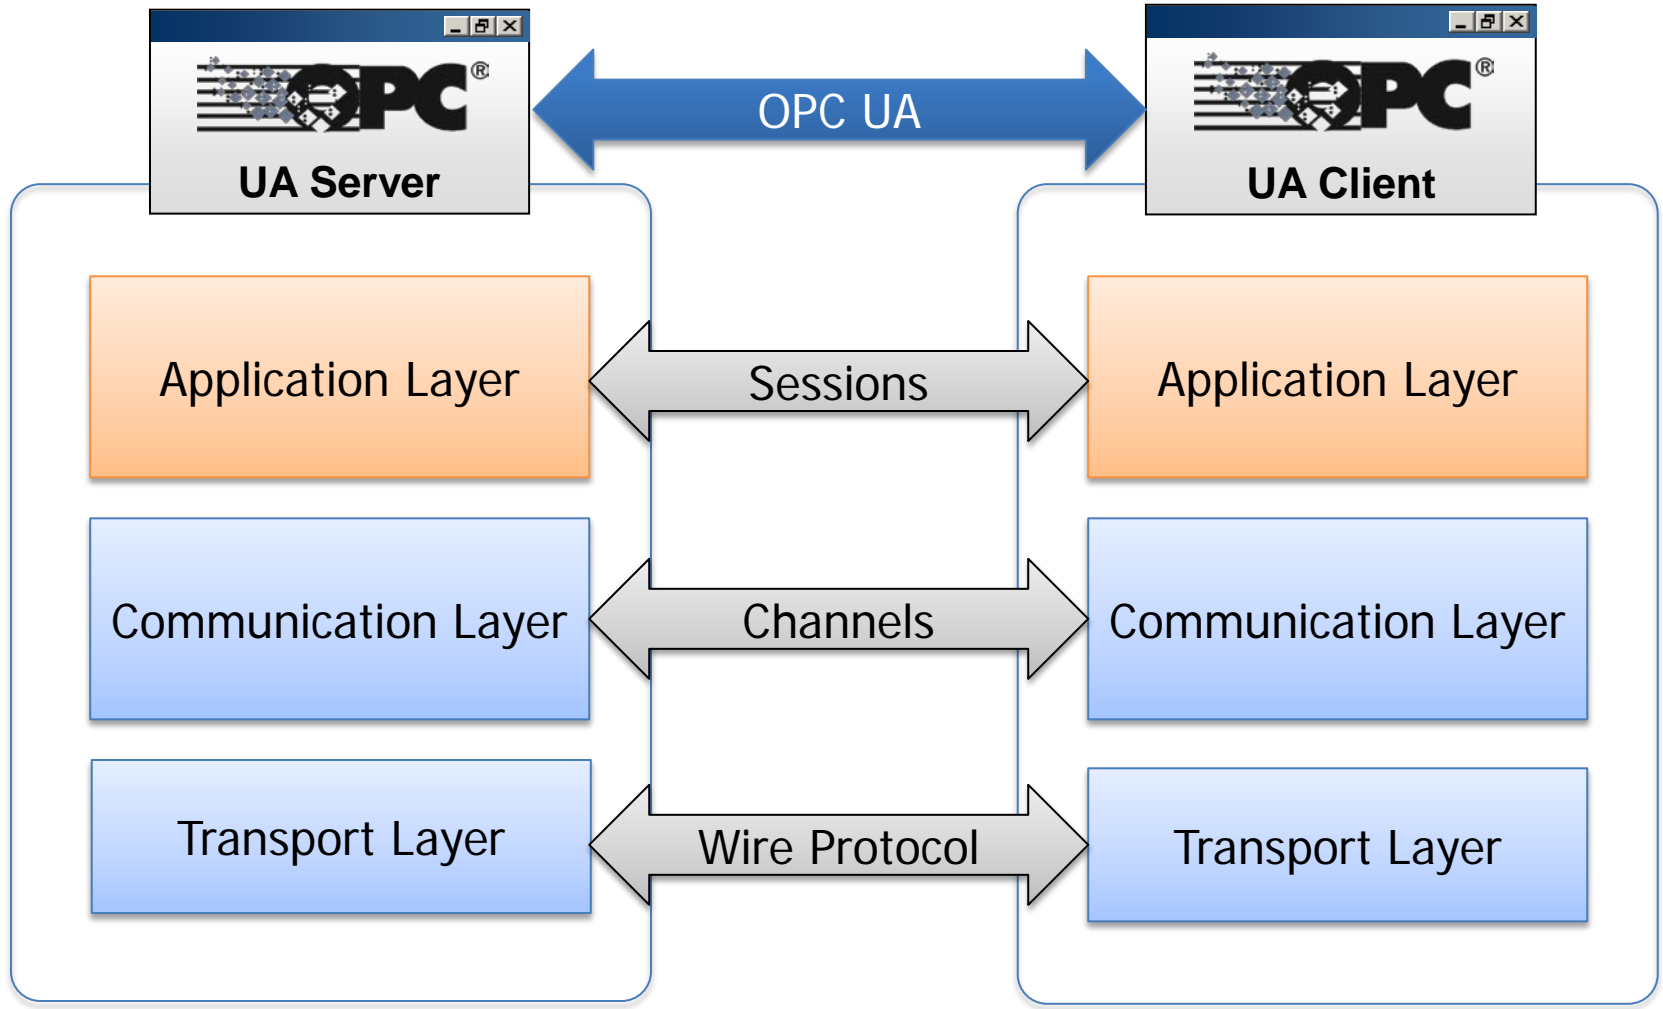 OPC®
UA Server
OPC UA
OPC®
UA Client
Application Layer
Sessions
Application Layer
Communication Layer
Channels
Communication Layer
Transport Layer
Wire Protocol
Transport Layer